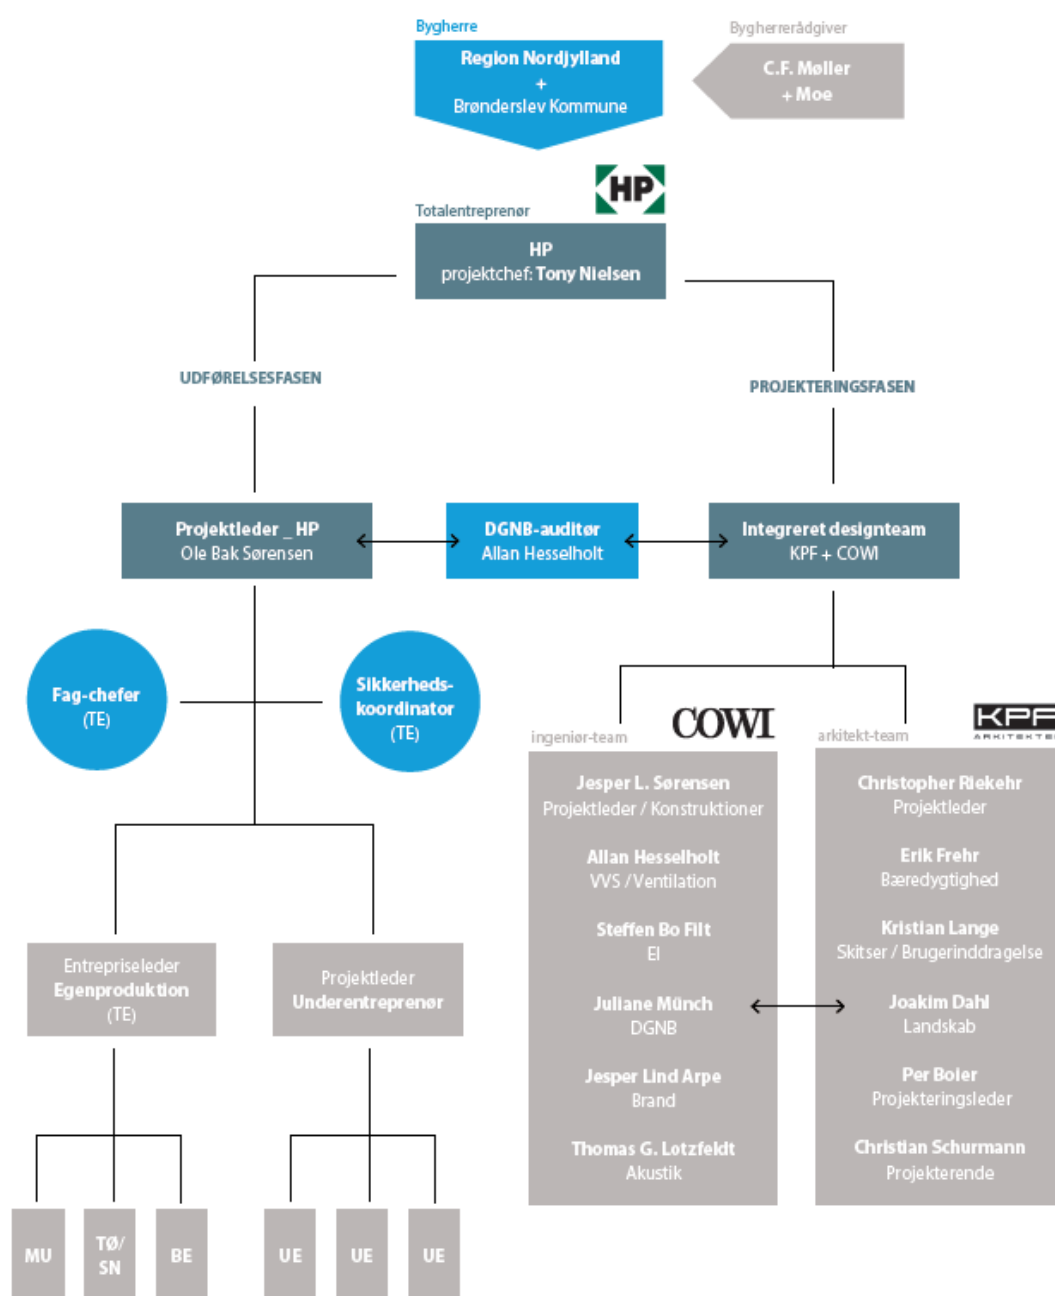 Bygherre
Region Nordjylland
+
Brønderslev Kommune
Bygherrerådgiver
C.F. Møller
+ Moe
HP
Totalentreprenør
HP
projektchef: Tony Nielsen
UDFØRELSESFASEN
PROJEKTERINGSFASEN
Projektleder _ HP
Ole Bak Sørensen
DGNB-auditør
Allan Hesselholt
Integreret designteam
KPF + COWI
Fag-chefer
(TE)
Sikkerheds-
koordinator
(TE)
ingeniør-team
COWI
Jesper L. Sørensen
Projektleder / Konstruktioner
Allan Hesselholt
VVS / Ventilation
Steffen Bo Filt
El
Juliane Münch
DGNB
Jesper Lind Arpe
Brand
Thomas G. Lotzfeldt
Akustik
arkitekt-team
KPF
ARKITEKTER
Christopher Riekehr
Projektleder
Erik Frehr
Bæredygtighed
Kristian Lange
Skitser / Brugerinddragelse
Joakim Dahl
Landskab
Per Boier
Projekteringsleder
Christian Schurmann
Projekterende
Entrepriseleder
Egenproduktion
(TE)
Projektleder
Underentreprenør
MU
TØ/
SN
BE
UE
UE
UE